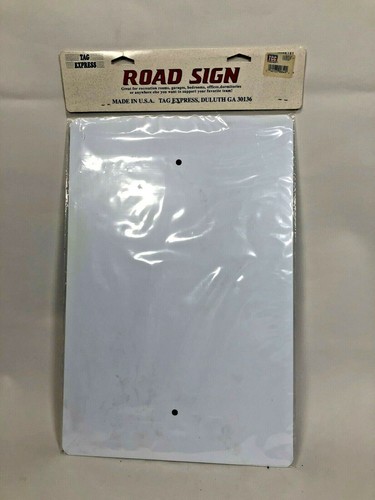 TAG
EXPRESS
ROAD SIGN
Great for recreation rooms, garages, bedrooms, offices, dormitories
or anywhere else you want to support your favorite team!
MADE IN U.S.A. TAG EXPRESS, DULUTH GA 30136